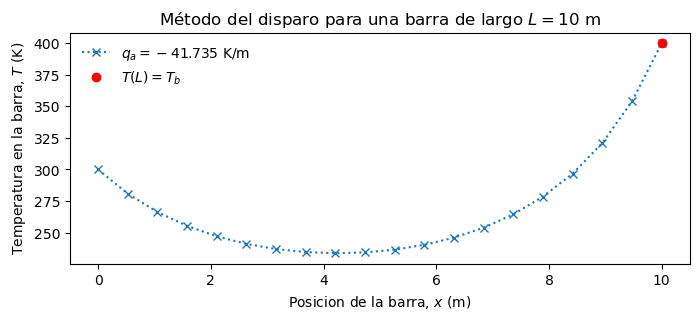 Método del disparo para una barra de largo L = 10 m
Temperatura en la barra, T (K)
400
375
350
325
300
275
250
q_a = − 41.735 K/m
T(L) = T_b
0
2
4
6
8
10
Posicion de la barra, x (m)